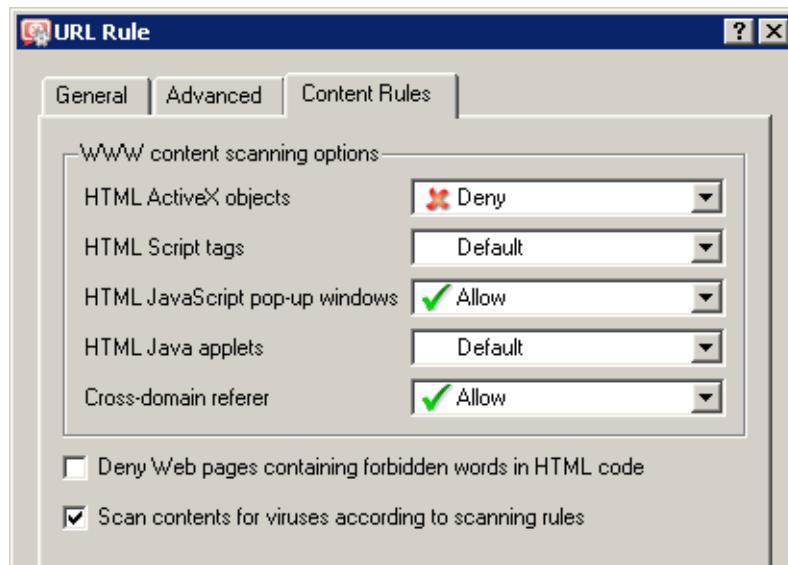 URL Rule
General Advanced Content Rules
WWW content scanning options
HTML ActiveX objects Deny
HTML Script tags Default
HTML JavaScript pop-up windows Allow
HTML Java applets Default
Cross-domain referer Allow
Deny Web pages containing forbidden words in HTML code
Scan contents for viruses according to scanning rules